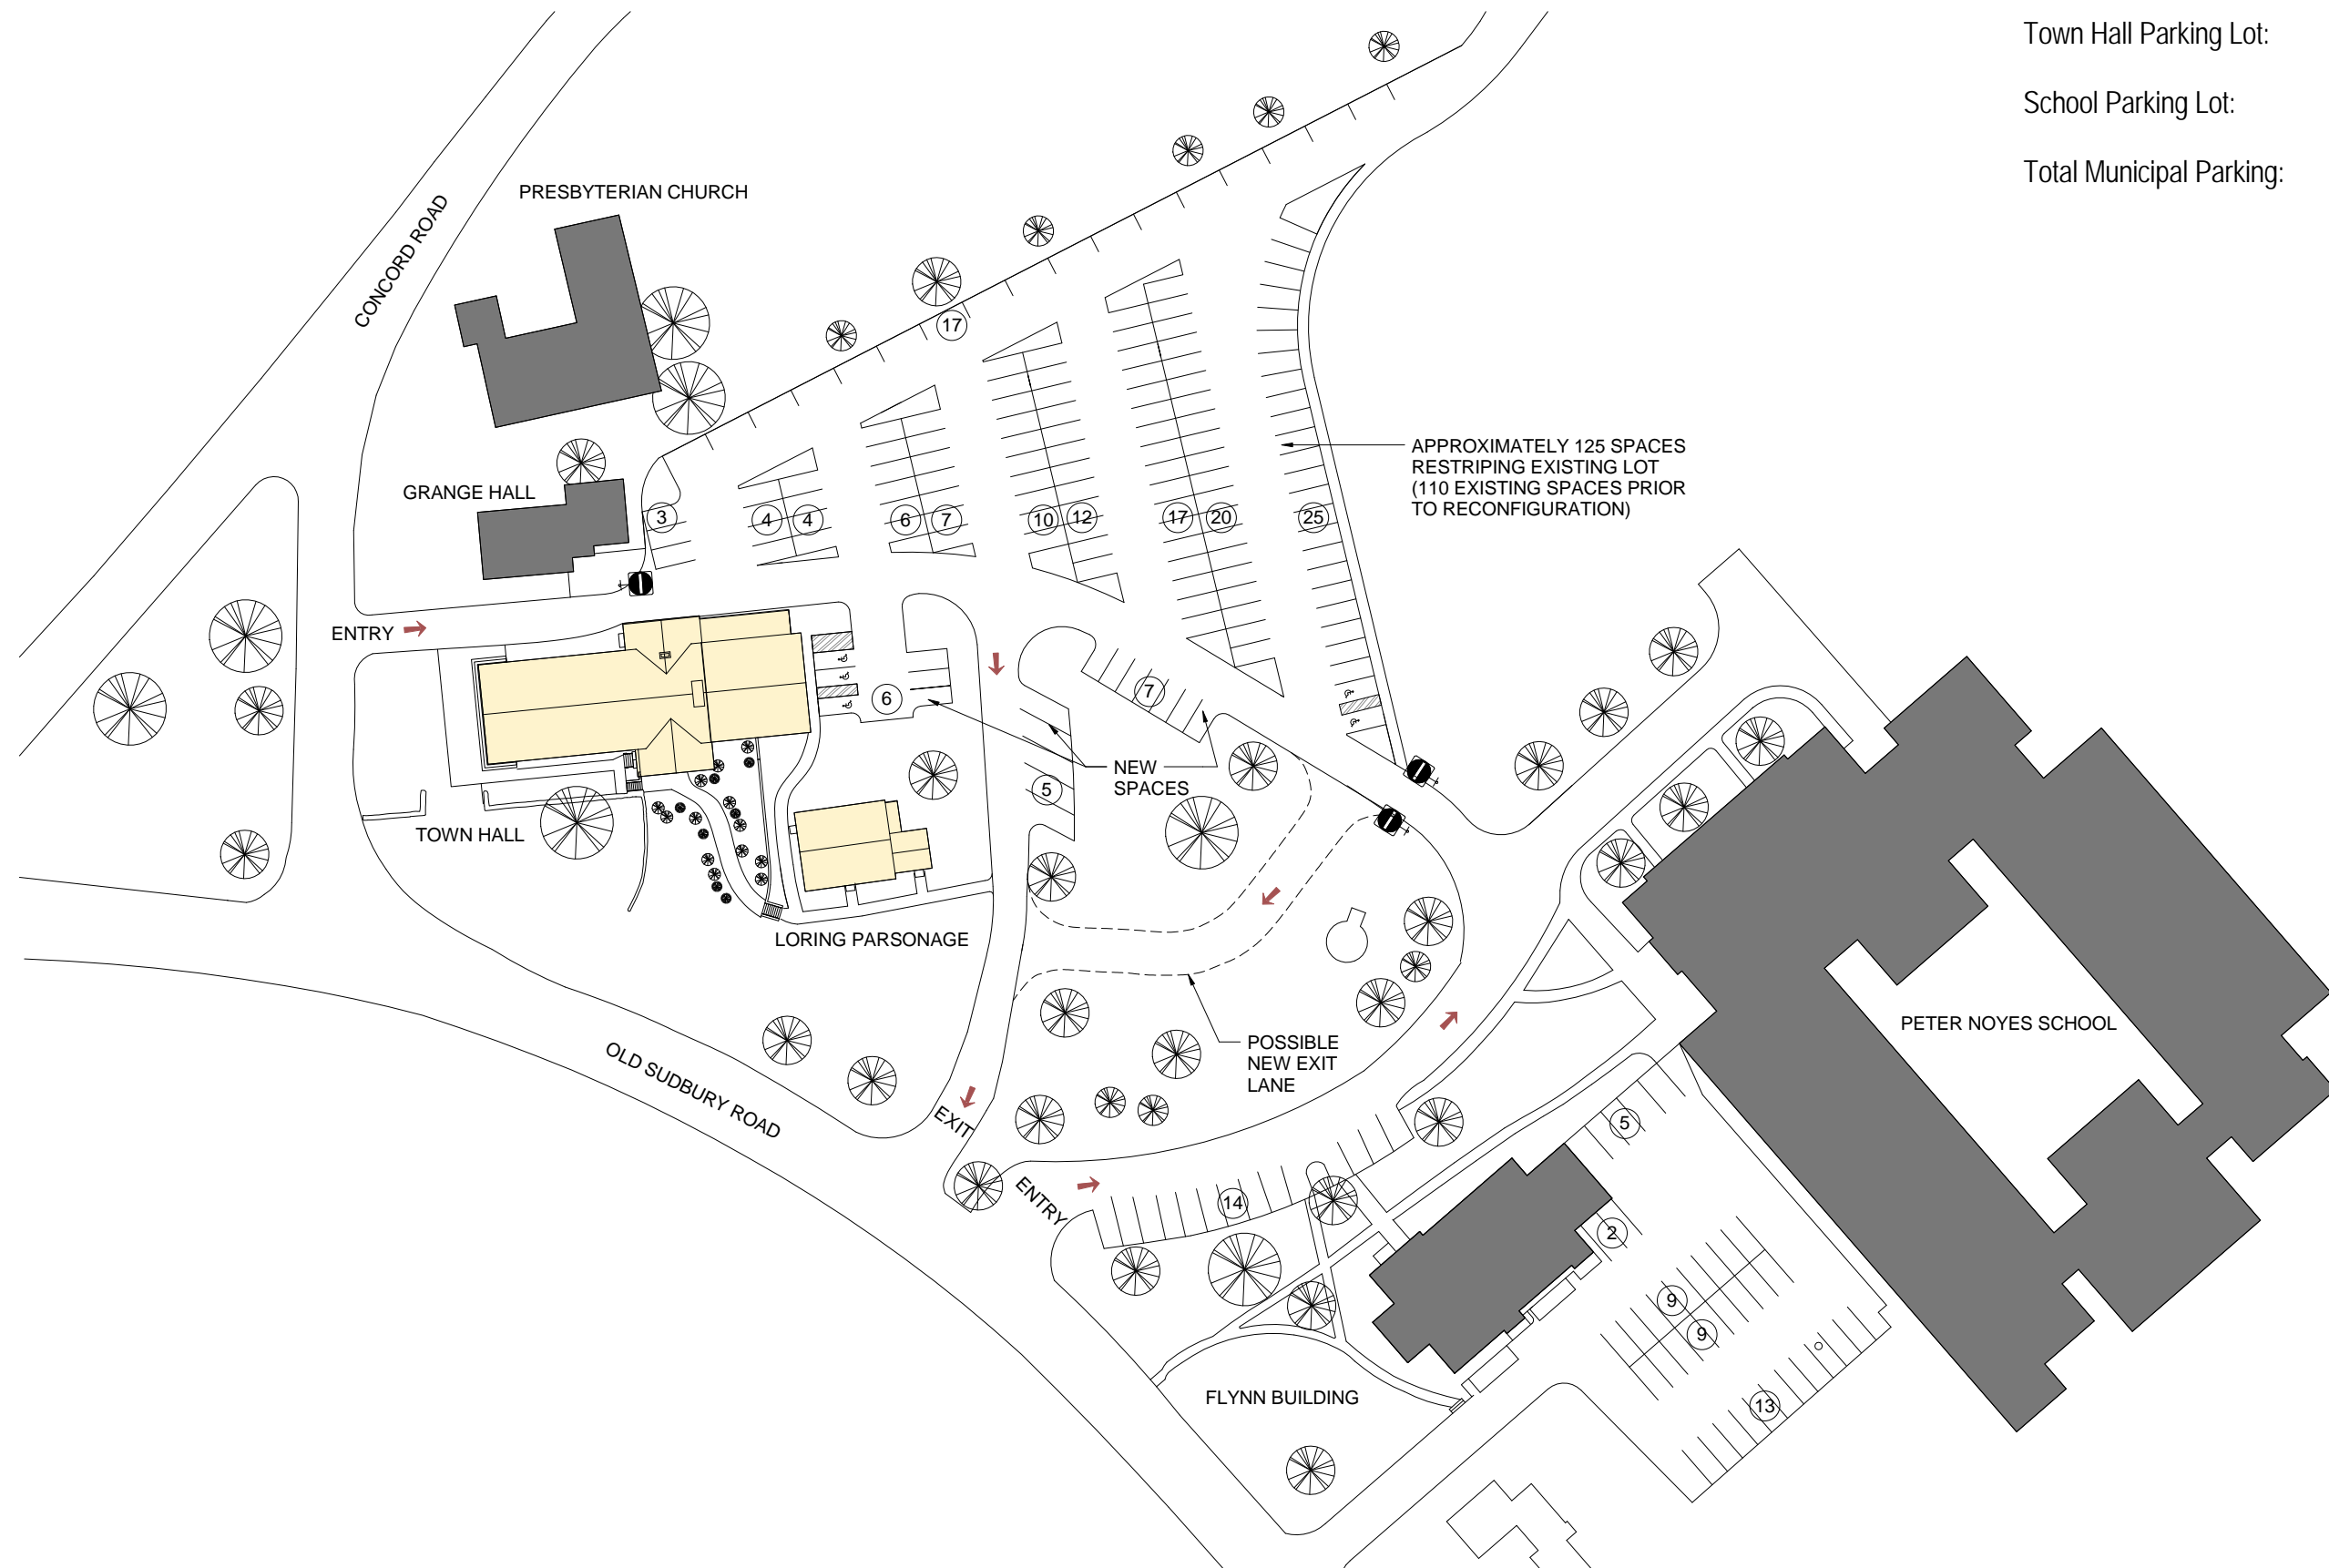 Town Hall Parking Lot:
School Parking Lot:
Total Municipal Parking:
PRESBYTERIAN CHURCH
CONCORD ROAD
17
GRANGE HALL
APPROXIMATELY 125 SPACES
RESTRIPING EXISTING LOT
(110 EXISTING SPACES PRIOR
TO RECONFIGURATION)
3
4
4
6
7
10
12
17
20
25
ENTRY
7
6
NEW
SPACES
5
TOWN HALL
LORING PARSONAGE
PETER NOYES SCHOOL
POSSIBLE
NEW EXIT
LANE
OLD SUDBURY ROAD
EXIT
5
ENTRY
14
2
9
9
FLYNN BUILDING
13